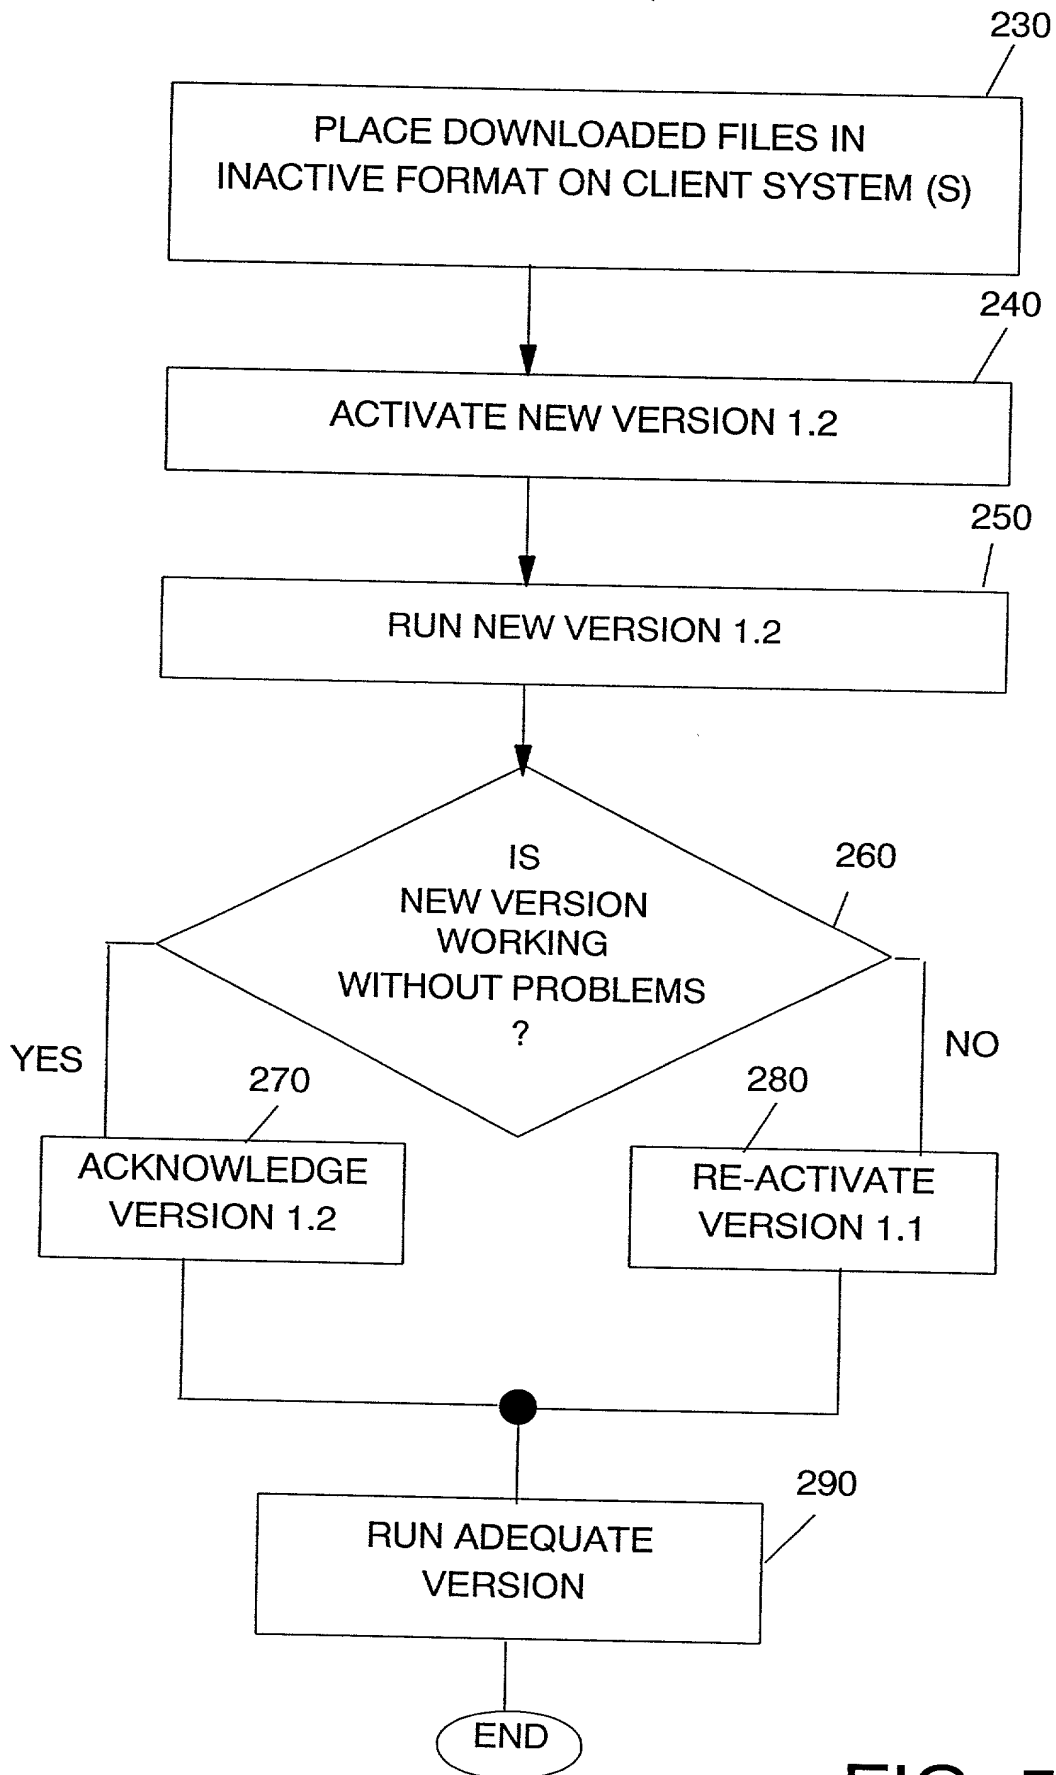 230
PLACE DOWNLOADED FILES IN
INACTIVE FORMAT ON CLIENT SYSTEM (S)
240
ACTIVATE NEW VERSION 1.2
250
RUN NEW VERSION 1.2
IS
NEW VERSION
WORKING
WITHOUT PROBLEMS
?
260
YES
NO
270
280
ACKNOWLEDGE
VERSION 1.2
RE-ACTIVATE
VERSION 1.1
290
RUN ADEQUATE
VERSION
END
FIG.